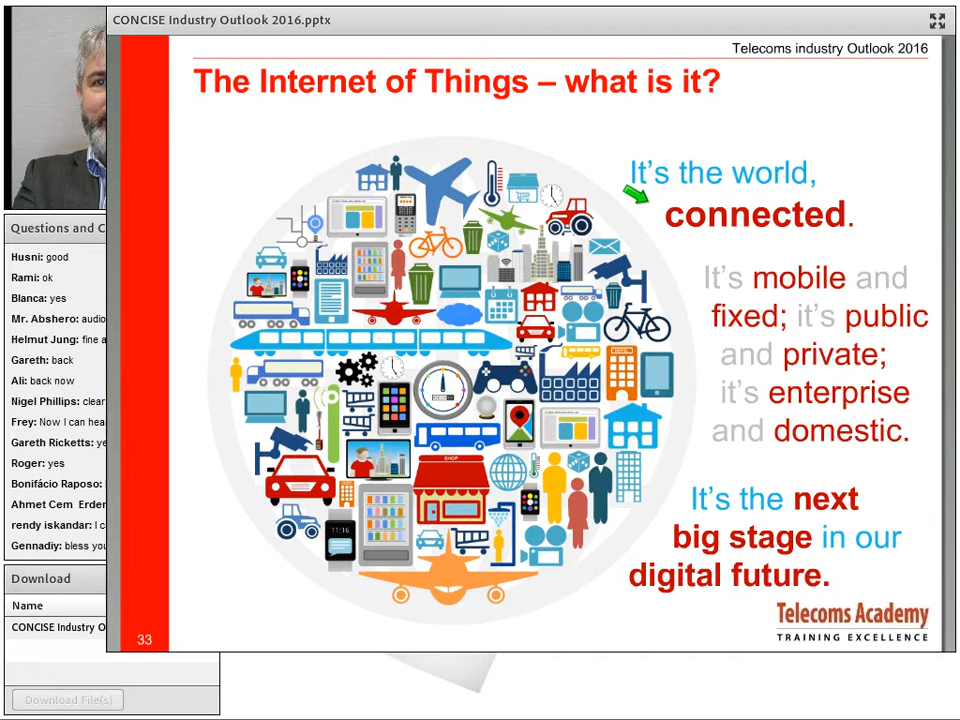 CONCISE Industry Outlook 2016.pptx
Telecoms industry Outlook 2016
The Internet of Things – what is it?
It's the world,
connected.
It's mobile and
fixed; it's public
and private;
it's enterprise
and domestic.
It's the next
big stage in our
digital future.
SHOP
11:16
Telecoms Academy
TRAINING EXCELLENCE
33
Questions and C
Husni: good
Rami: ok
Blanca: yes
Mr. Abshero: audio
Helmut Jung: fine a
Gareth: back
Ali: back now
Nigel Phillips: clear
Frey: Now I can hea
Gareth Ricketts: ye
Roger: yes
Bonifácio Raposo:
Ahmet Cem Erden
rendy iskandar: I c
Gennadiy: bless you
Download
Name
CONCISE Industry O
Download File(s)